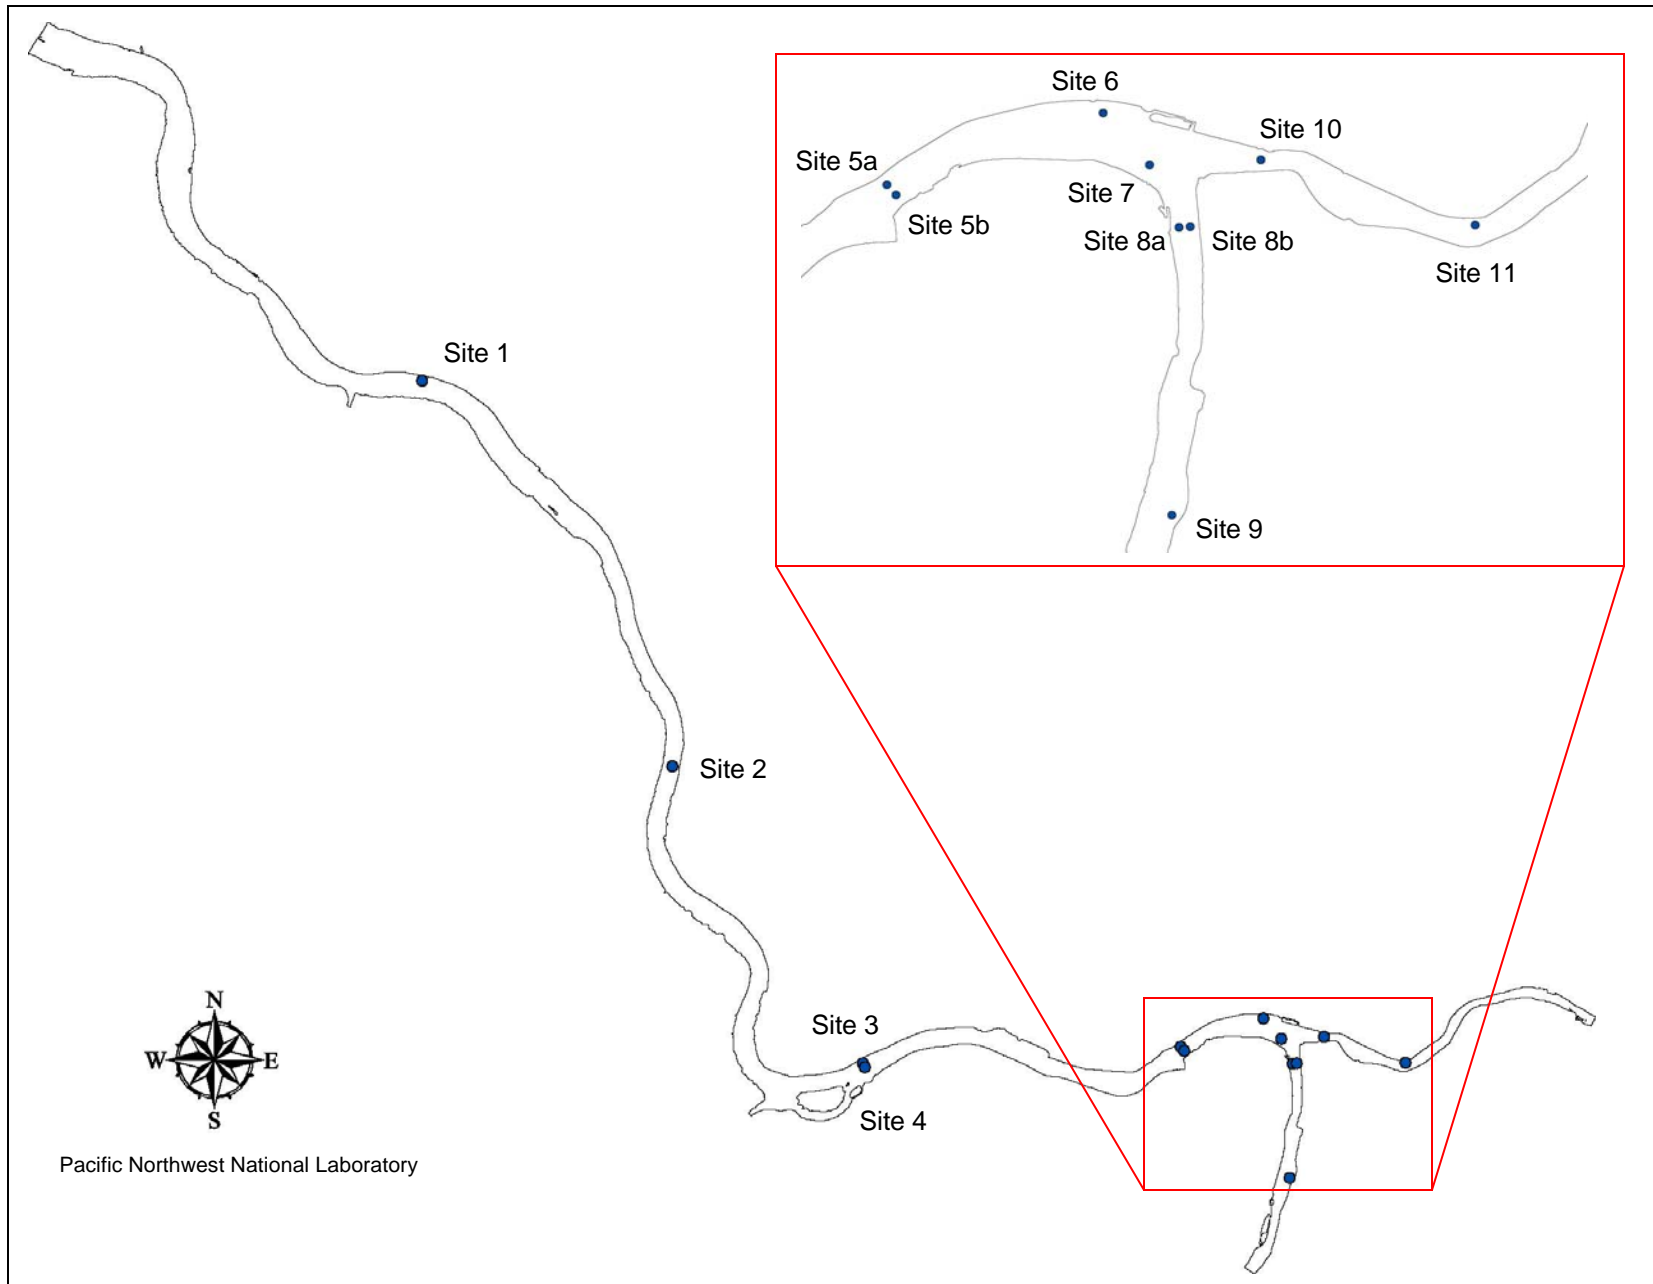 Site 6
Site 10
Site 5a
Site 7
Site 5b
Site 8a
Site 8b
Site 11
Site 9
Site 1
Site 2
Site 3
Site 4
N
W
E
S
Pacific Northwest National Laboratory